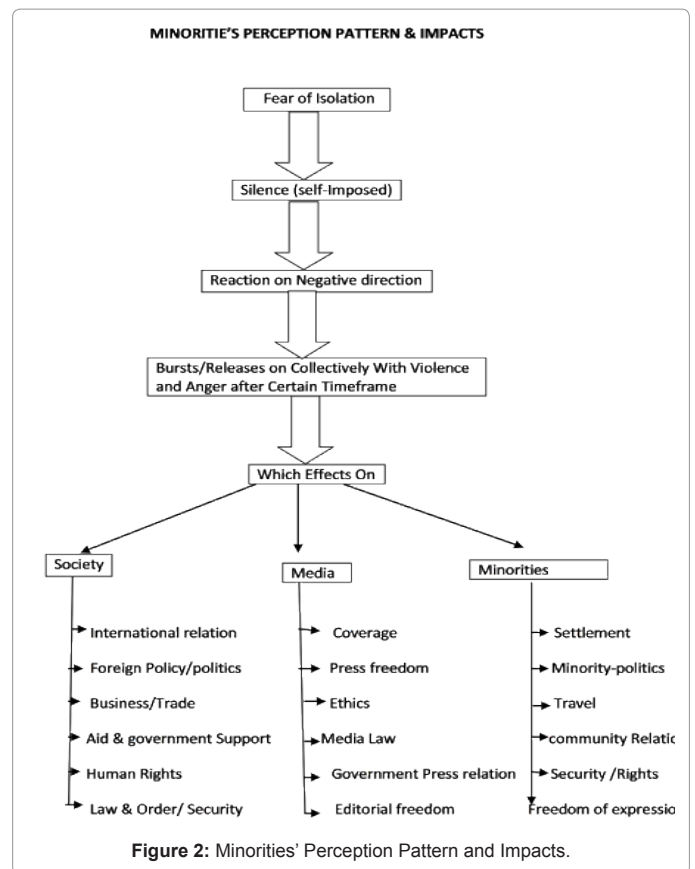 MINORITIE'S PERCEPTION PATTERN & IMPACTS
Fear of Isolation
Silence (self-Imposed)
Reaction on Negative direction
Bursts/Releases on Collectively With Violence
and Anger after Certain Timeframe
Which Effects On
Society
International relation
Foreign Policy/politics
Business/Trade
Aid & government Support
Human Rights
Law & Order/ Security
Media
Coverage
Press freedom
Ethics
Media Law
Government Press relation
Editorial freedom
Minorities
Settlement
Minority-politics
Travel
community Relatic
Security /Rights
Freedom of expressio
Figure 2: Minorities' Perception Pattern and Impacts.